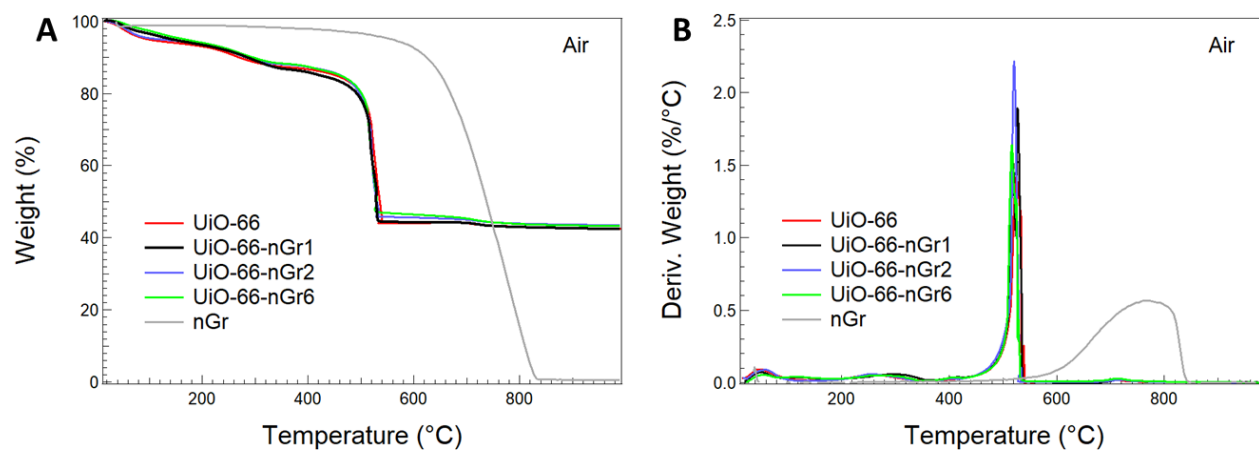 A
Air
100
80
60
40
20
0
Weight (%)
UiO-66
UiO-66-nGr1
UiO-66-nGr2
UiO-66-nGr6
nGr
200
400
600
800
Temperature (°C)
B
Air
2.5
2.0
1.5
1.0
0.5
0.0
Deriv. Weight (%/°C)
UiO-66
UiO-66-nGr1
UiO-66-nGr2
UiO-66-nGr6
nGr
200
400
600
800
Temperature (°C)